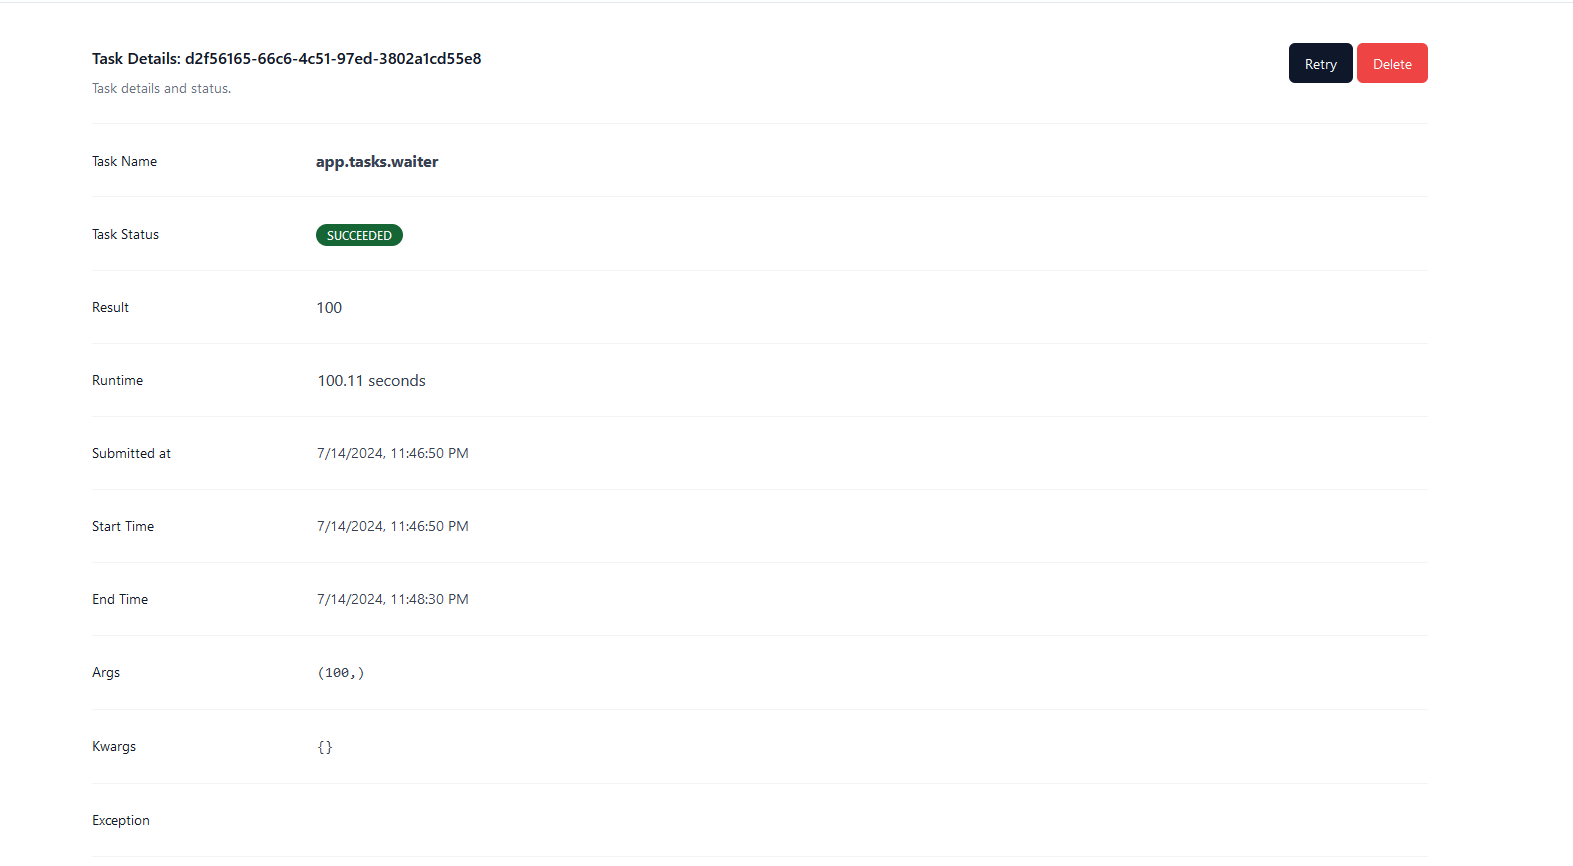 Task Details: d2f56165-66c6-4c51-97ed-3802a1cd55e8
Retry
Delete
Task details and status.
Task Name
app.tasks.waiter
Task Status
SUCCEEDED
Result
100
Runtime
100.11 seconds
Submitted at
7/14/2024, 11:46:50 PM
Start Time
7/14/2024, 11:46:50 PM
End Time
7/14/2024, 11:48:30 PM
Args
(100,)
Kwargs
{}
Exception